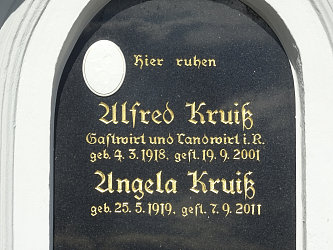 Hier ruhen
Alfred Kruiß
Gastwirt und Landwirt i.R.
geb. 4. 3. 1918, gest. 19. 9. 2001
Angela Kruiß
geb. 25. 5. 1919, gest. 7. 9. 2011